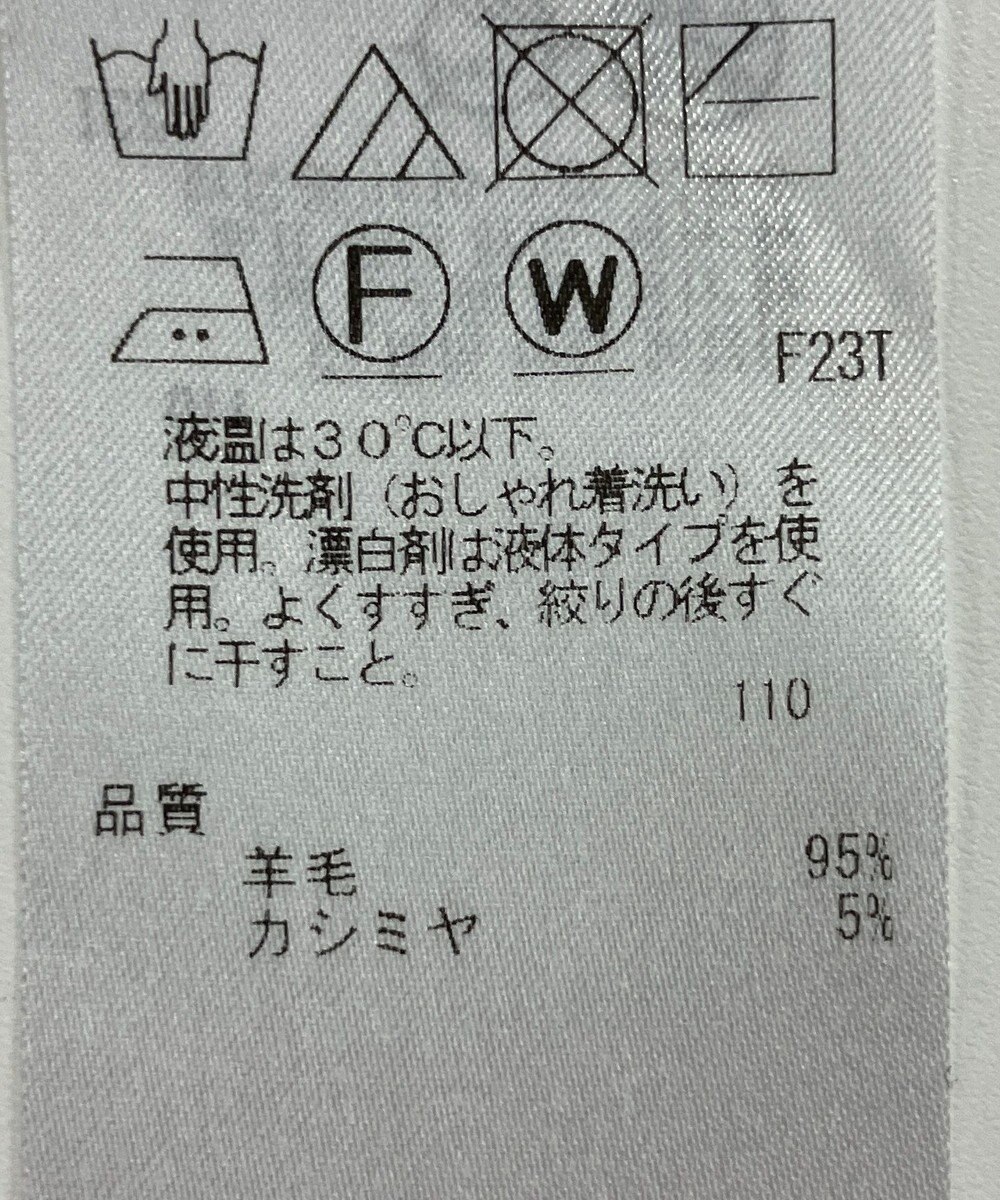 F
W
F23T
液温は30℃以下。
中性洗剤（おしゃれ着洗い）を
使用。漂白剤は液体タイプを使
用。よくすすぎ、絞りの後すぐ
に干すこと。
110
品質
羊毛 95%
カシミヤ 5%